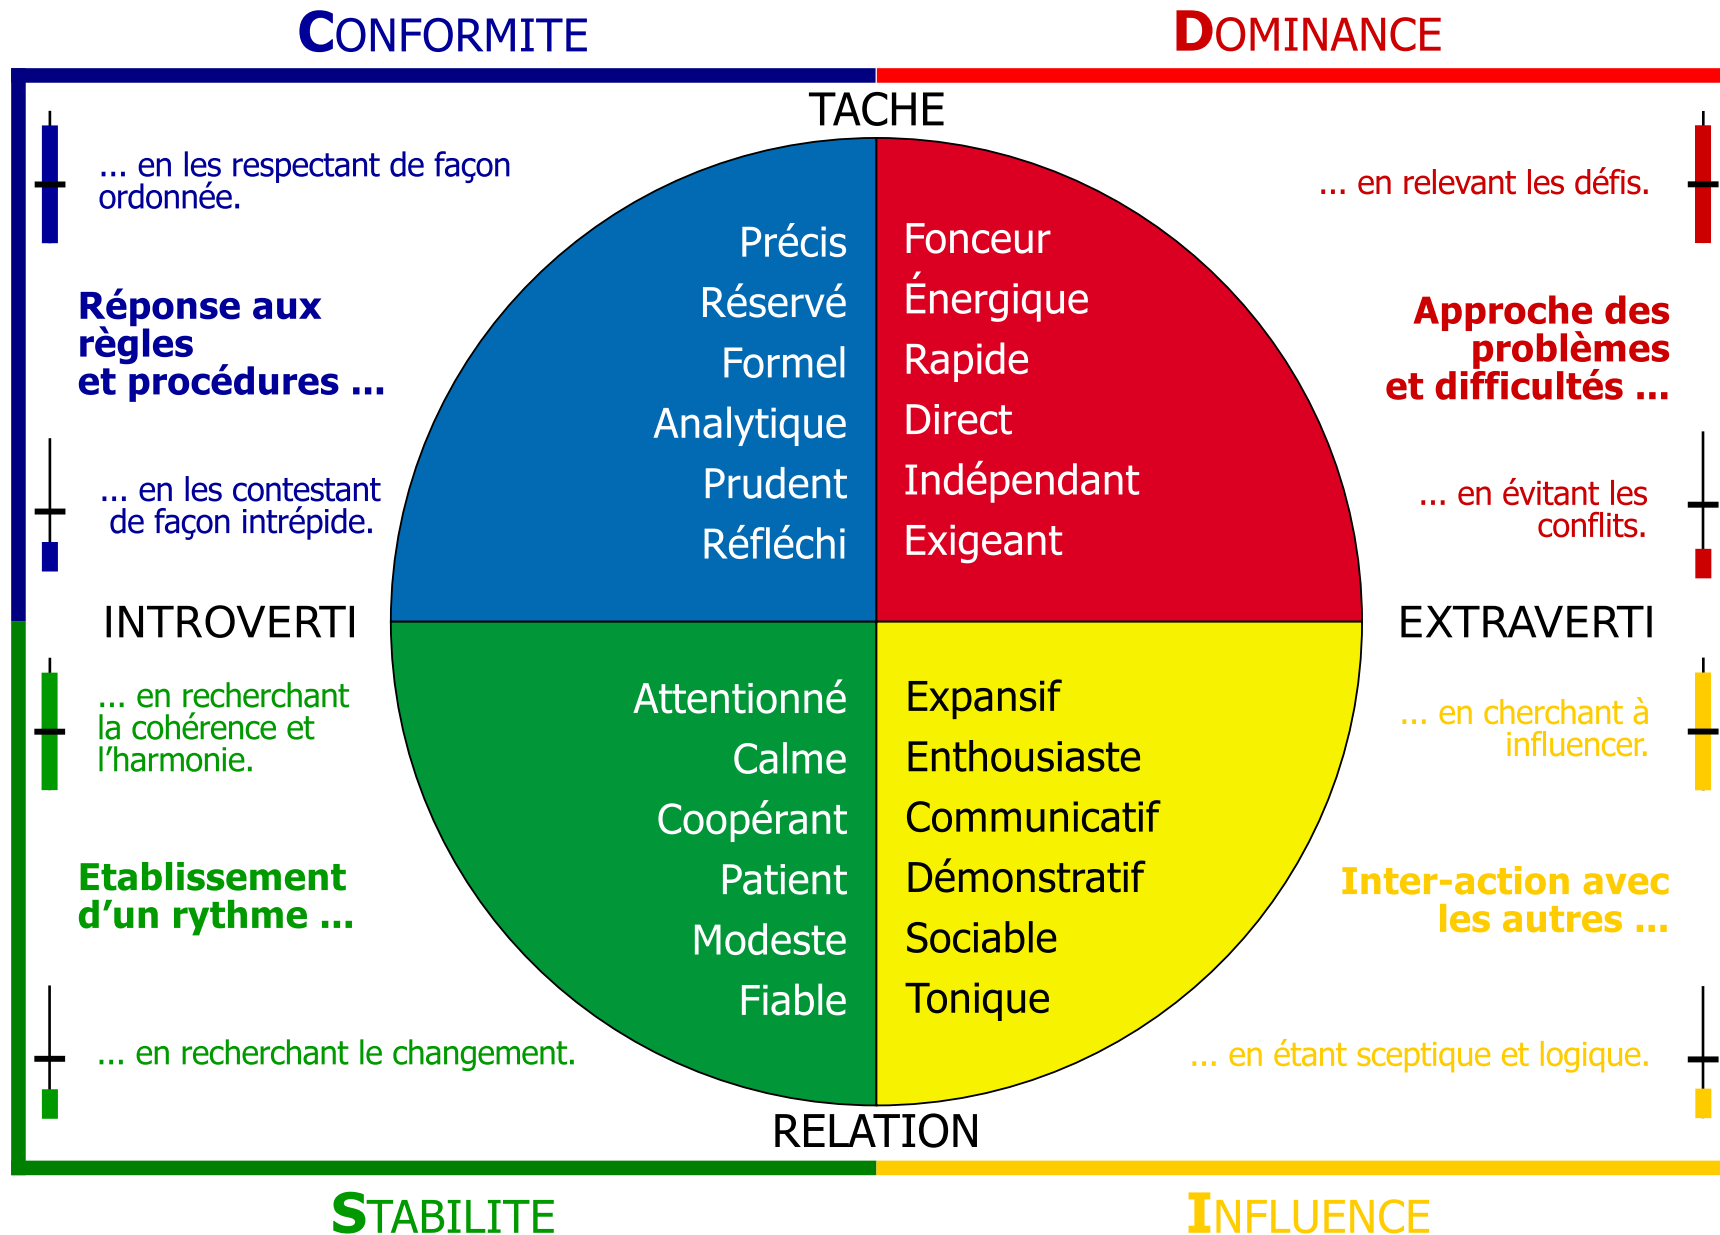 CONFORMITE
DOMINANCE
TACHE
... en les respectant de façon
ordonnée.
Réponse aux
règles
et procédures ...
... en les contestant
de façon intrépide.
Précis
Réservé
Formel
Analytique
Prudent
Réfléchi
Fonceur
Énergique
Rapide
Direct
Indépendant
Exigeant
... en relevant les défis.
Approche des
problèmes
et difficultés ...
... en évitant les
conflits.
INTROVERTI
EXTRAVERTI
... en recherchant
la cohérence et
l’harmonie.
Etablissement
d’un rythme ...
... en recherchant le changement.
Attentionné
Calme
Coopérant
Patient
Modeste
Fiable
Expansif
Enthousiaste
Communicatif
Démonstratif
Sociable
Tonique
... en cherchant à
influencer.
Inter-action avec
les autres ...
... en étant sceptique et logique.
RELATION
STABILITE
INFLUENCE